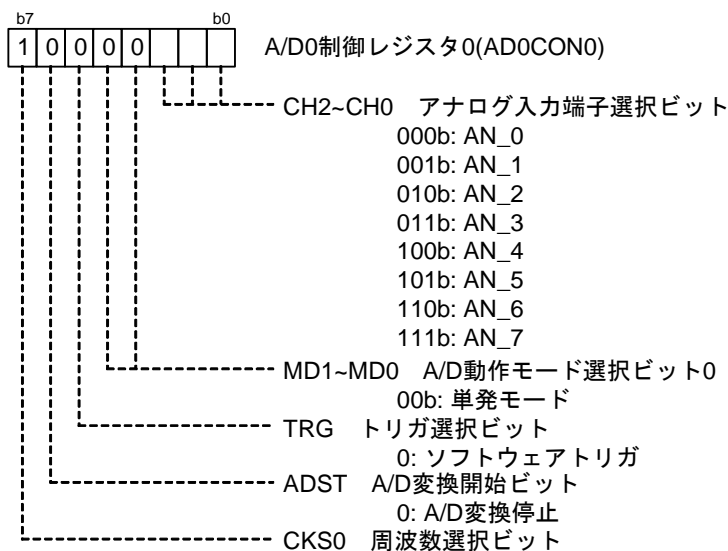 b7 b0
1 0 0 0 0 A/D0制御レジスタ0(AD0CON0)
CH2~CH0 アナログ入力端子選択ビット
000b: AN_0
001b: AN_1
010b: AN_2
011b: AN_3
100b: AN_4
101b: AN_5
110b: AN_6
111b: AN_7
MD1~MD0 A/D動作モード選択ビット0
00b: 単発モード
TRG トリガ選択ビット
0: ソフトウェアトリガ
ADST A/D変換開始ビット
0: A/D変換停止
CKS0 周波数選択ビット